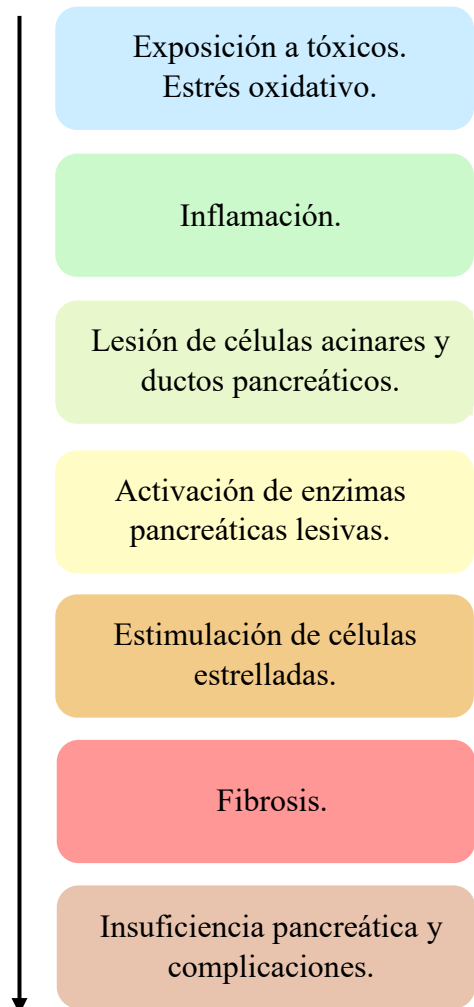 Exposición a tóxicos.
Estrés oxidativo.
Inflamación.
Lesión de células acinares y
ductos pancreáticos.
Activación de enzimas
pancreáticas lesivas.
Estimulación de células
estrelladas.
Fibrosis.
Insuficiencia pancreática y
complicaciones.